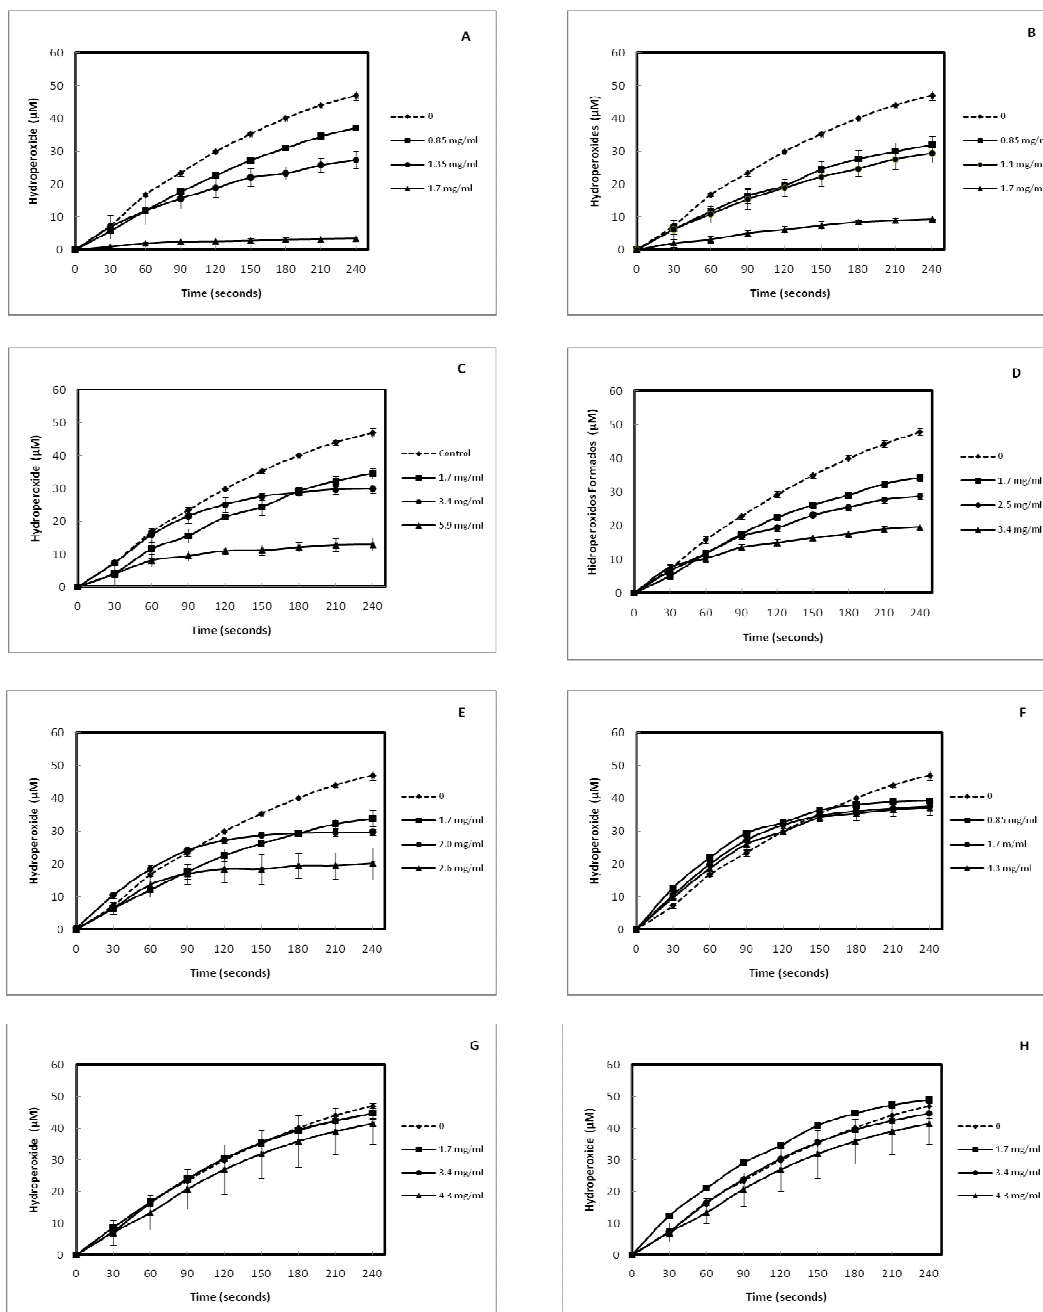 A
Hydroperoxide (µM)
60
50
40
30
20
10
0
0 30 60 90 120 150 180 210 240
Time (seconds)
0
0.85 mg/ml
1.35 mg/ml
1.7 mg/ml
B
Hydroperoxides (µM)
60
50
40
30
20
10
0
0 30 60 90 120 150 180 210 240
Time (seconds)
0
0.85 mg/ml
1.1 mg/ml
1.7 mg/ml
C
Hydroperoxide (µM)
60
50
40
30
20
10
0
0 30 60 90 120 150 180 210 240
Time (seconds)
Control
1.7 mg/ml
3.4 mg/ml
5.9 mg/ml
D
Hidroperoxidos Formados (µM)
60
50
40
30
20
10
0
0 30 60 90 120 150 180 210 240
Time (seconds)
0
1.7 mg/ml
2.5 mg/ml
3.4 mg/ml
E
Hydroperoxide (µM)
60
50
40
30
20
10
0
0 30 60 90 120 150 180 210 240
Time (seconds)
0
1.7 mg/ml
2.0 mg/ml
2.6 mg/ml
F
Hydroperoxide (µM)
60
50
40
30
20
10
0
0 30 60 90 120 150 180 210 240
Time (seconds)
0
0.85 mg/ml
1.7 m/ml
4.3 mg/ml
G
Hydroperoxide (µM)
60
50
40
30
20
10
0
0 30 60 90 120 150 180 210 240
Time (seconds)
0
1.7 mg/ml
3.4 mg/ml
4.3 mg/ml
H
Hydroperoxide (µM)
60
50
40
30
20
10
0
0 30 60 90 120 150 180 210 240
Time (seconds)
0
1.7 mg/ml
3.4 mg/ml
4.3 mg/ml